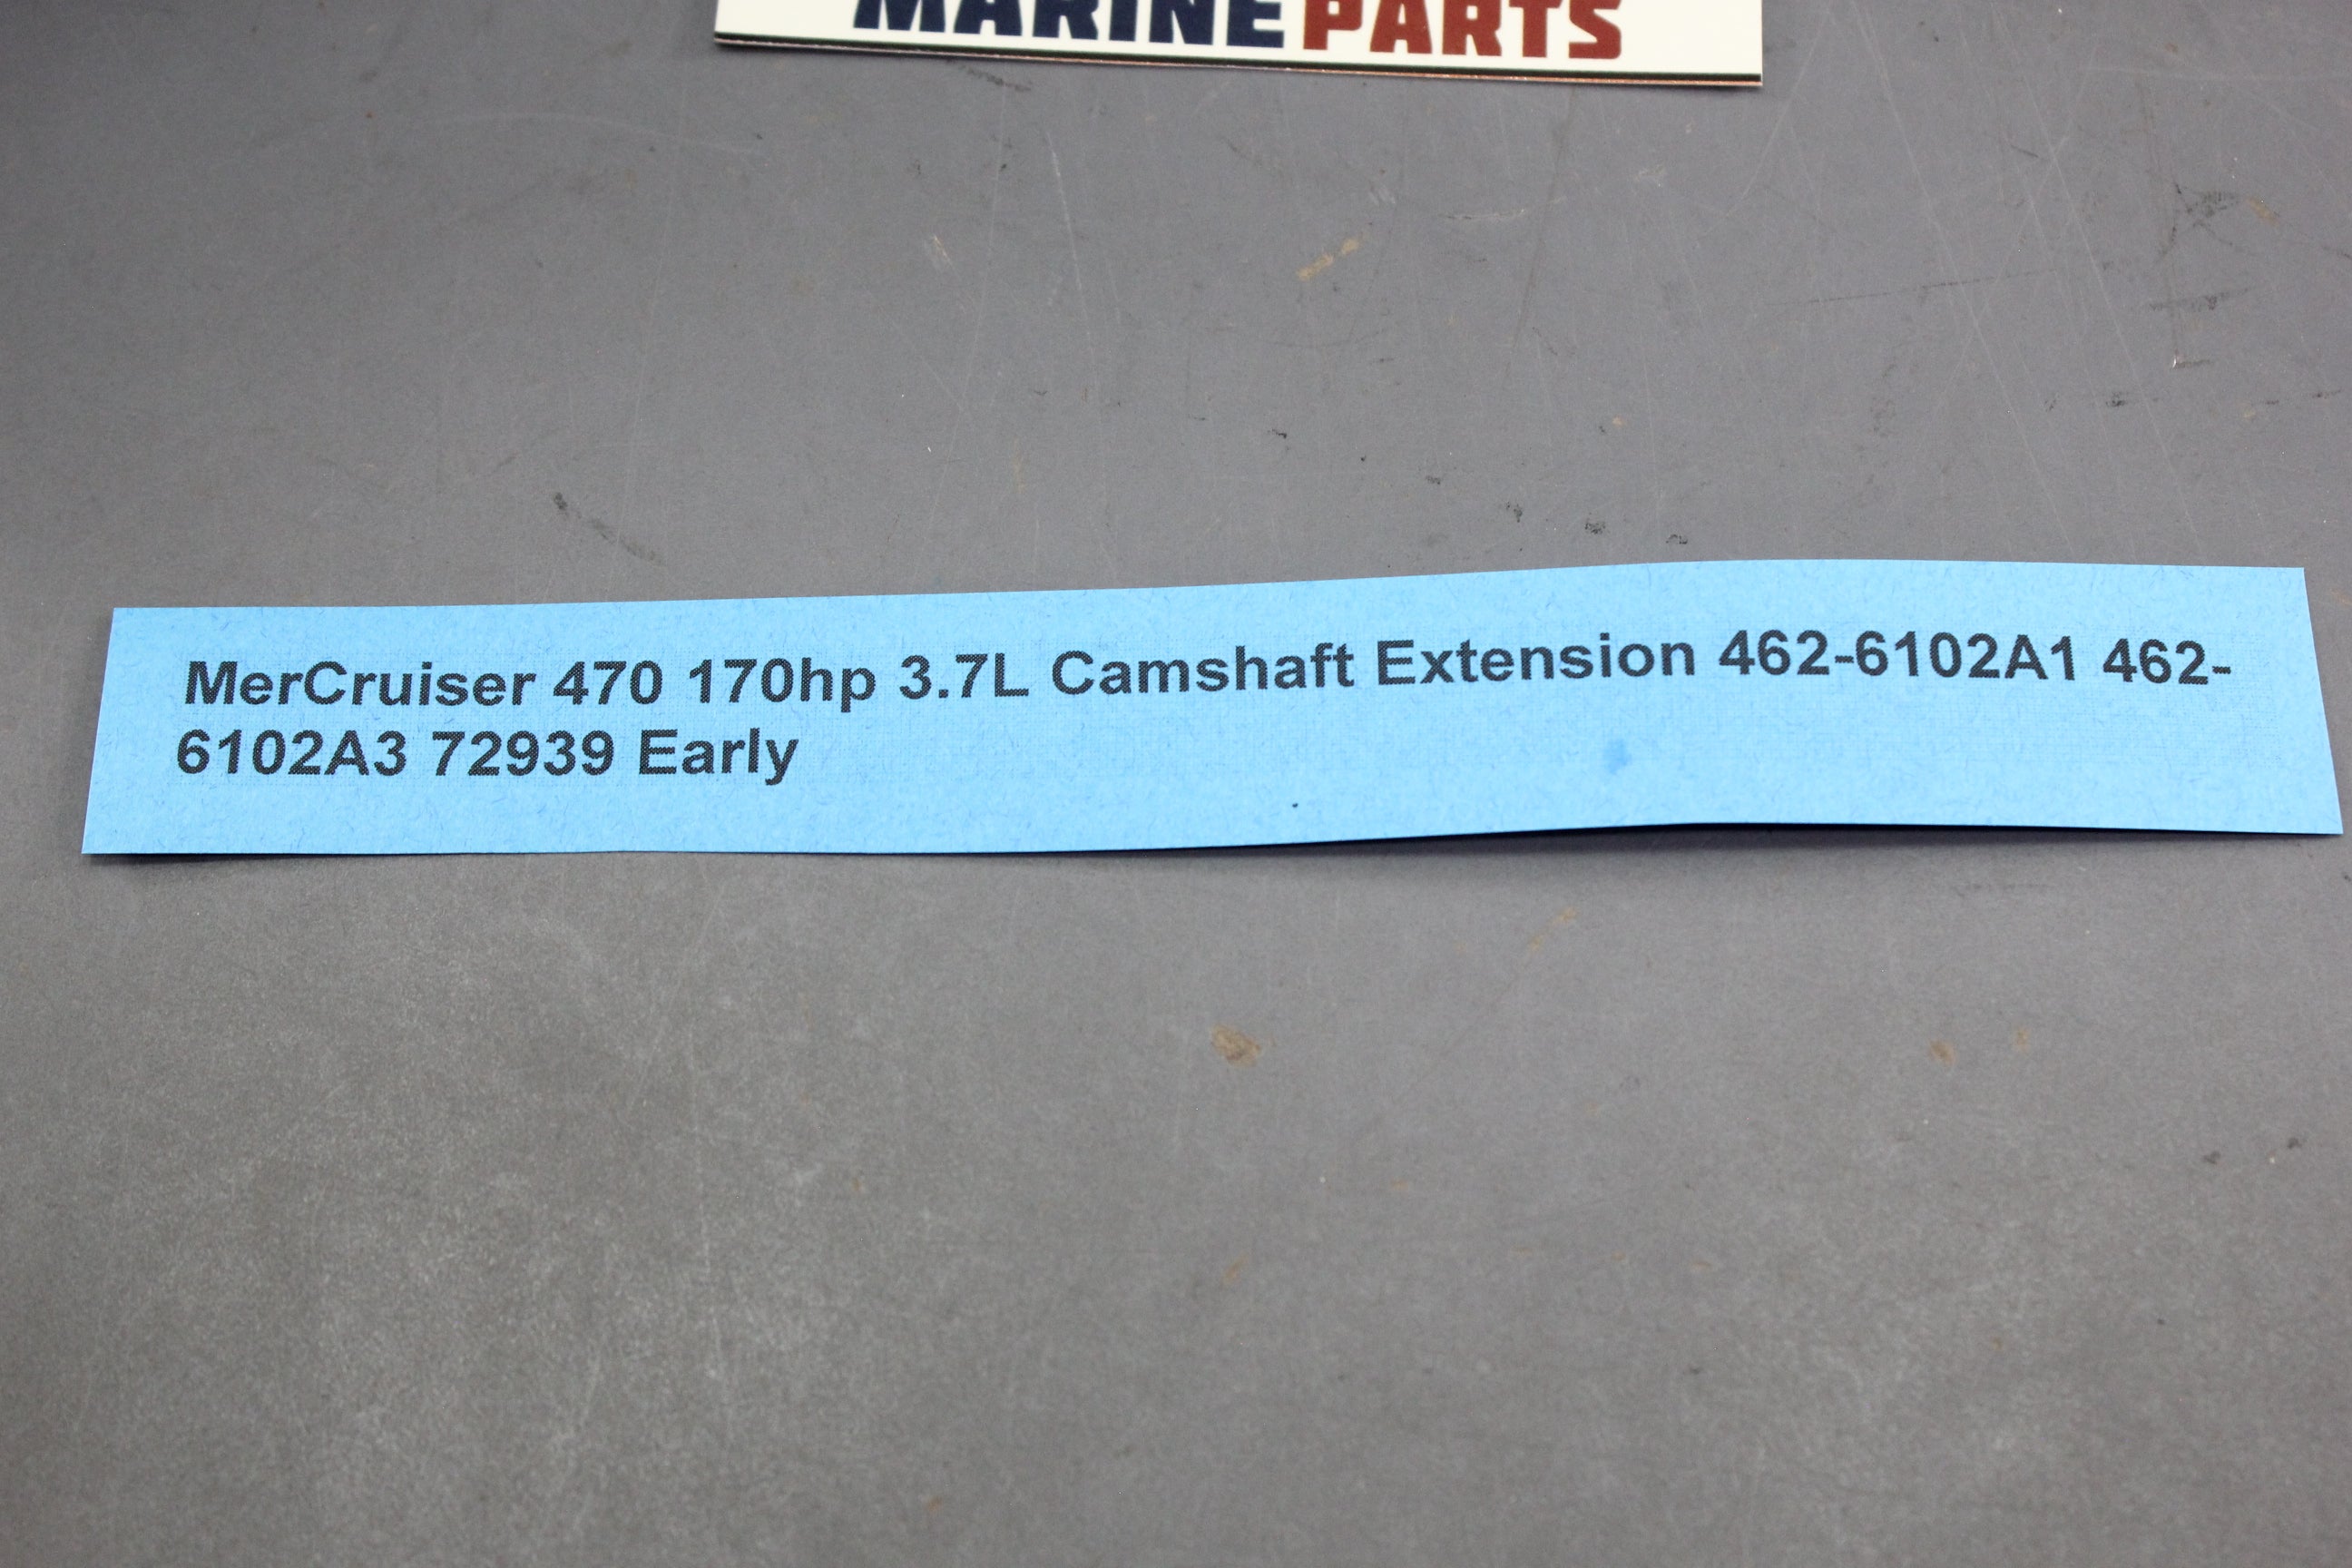 MARINE PARTS
MerCruiser 470 170hp 3.7L Camshaft Extension 462-6102A1 462-
6102A3 72939 Early